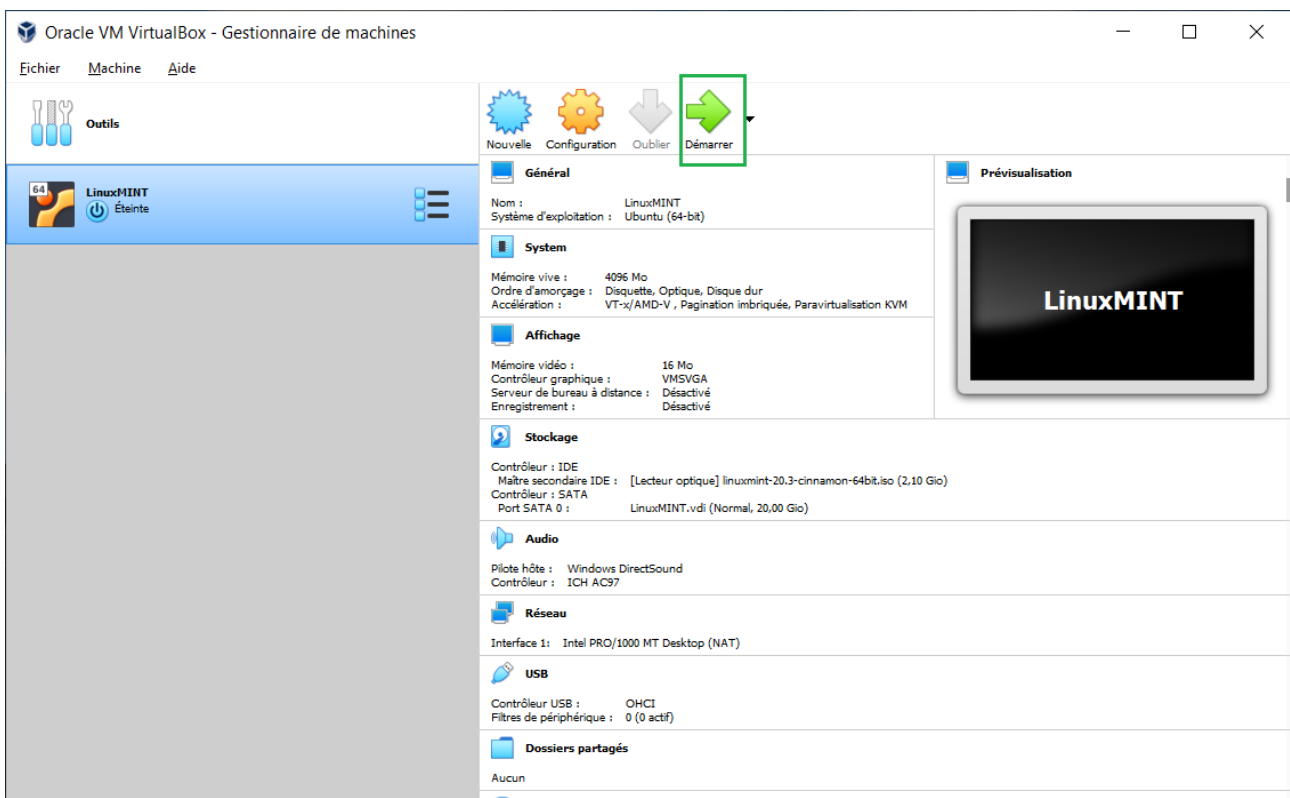 Oracle VM VirtualBox - Gestionnaire de machines
Fichier Machine Aide
Outils
Nouvelle Configuration Oublier Démarrer
64
LinuxMINT
Éteinte
Général
Nom : LinuxMINT
Système d'exploitation : Ubuntu (64-bit)
Prévisualisation
LinuxMINT
System
Mémoire vive : 4096 Mo
Ordre d'amorçage : Disquette, Optique, Disque dur
Accélération : VT-x/AMD-V , Pagination imbriquée, Paravirtualisation KVM
Affichage
Mémoire vidéo : 16 Mo
Contrôleur graphique : VMSVGA
Serveur de bureau à distance : Désactivé
Enregistrement : Désactivé
Stockage
Contrôleur : IDE
Maître secondaire IDE : [Lecteur optique] linuxmint-20.3-cinnamon-64bit.iso (2,10 Gio)
Contrôleur : SATA
Port SATA 0 : LinuxMINT.vdi (Normal, 20,00 Gio)
Audio
Pilote hôte : Windows DirectSound
Contrôleur : ICH AC97
Réseau
Interface 1: Intel PRO/1000 MT Desktop (NAT)
USB
Contrôleur USB : OHCI
Filtres de périphérique : 0 (0 actif)
Dossiers partagés
Aucun